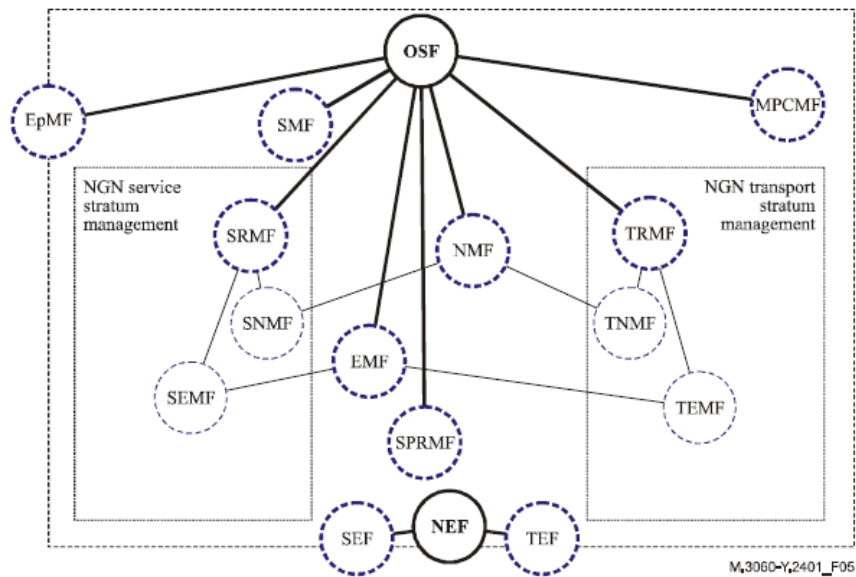 OSF
EpMF
SMF
MPCMF
NGN service
stratum
management
NGN transport
stratum
management
SRMF
NMF
TRMF
SNMF
TNMF
EMF
SEMF
TEMF
SPRMF
SEF
NEF
TEF
M.3060-Y.2401_F05